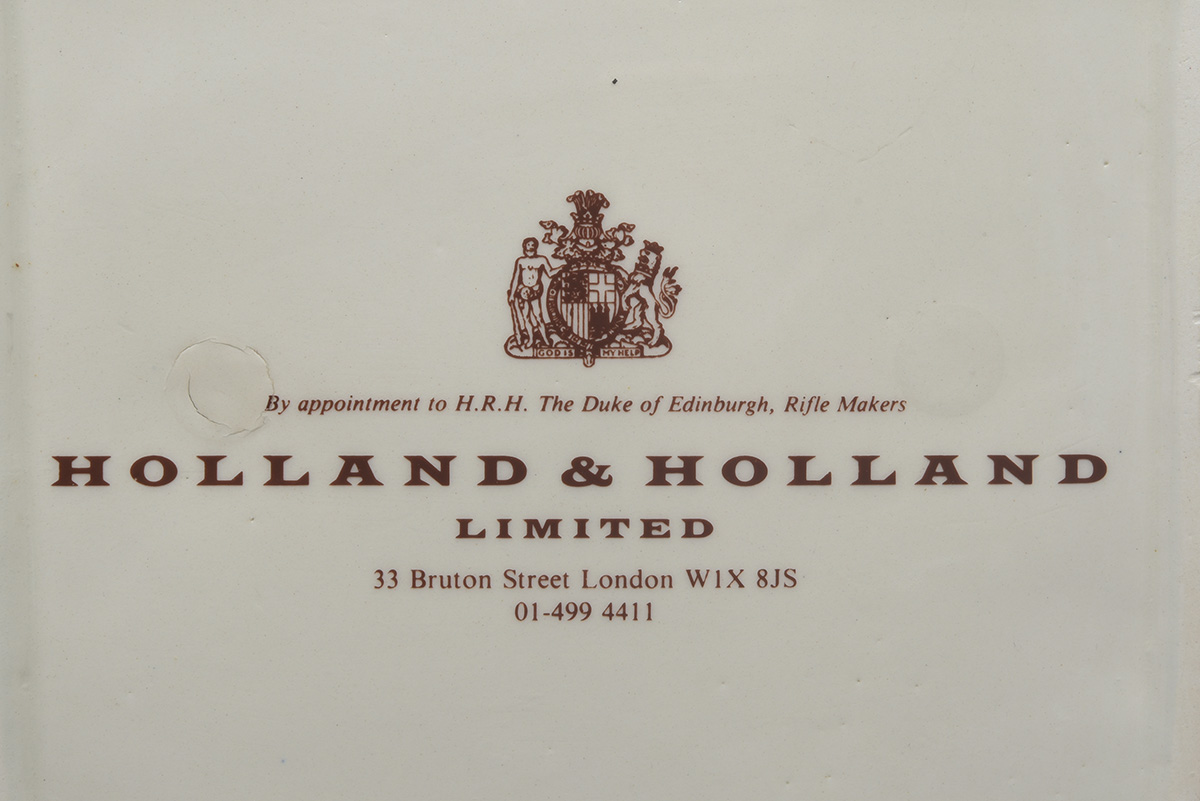 GOD IS MY HELP
By appointment to H.R.H. The Duke of Edinburgh, Rifle Makers
HOLLAND & HOLLAND
LIMITED
33 Bruton Street London W1X 8JS
01-499 4411